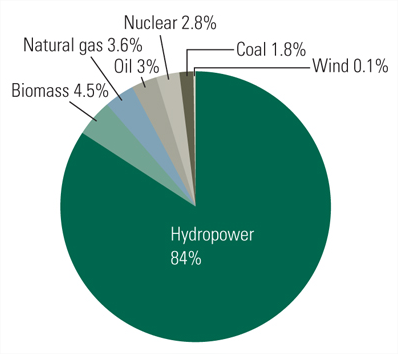 Nuclear 2.8%
Natural gas 3.6%
Coal 1.8%
Oil 3%
Wind 0.1%
Biomass 4.5%
Hydropower
84%